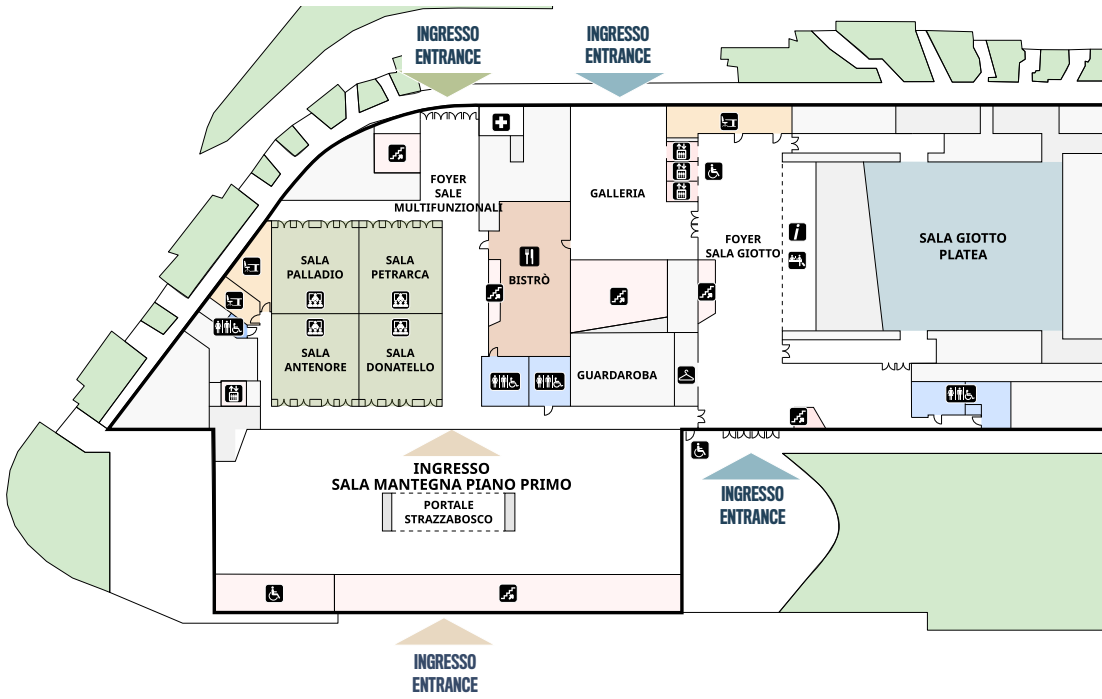 INGRESSO
ENTRANCE
INGRESSO
ENTRANCE
FOYER
SALE
MULTIFUNZIONALI
GALLERIA
FOYER
SALA GIOTTO
SALA GIOTTO
PLATEA
SALA
PALLADIO
SALA
PETRARCA
BISTRÒ
SALA
ANTENORE
SALA
DONATELLO
GUARDAROBA
INGRESSO
SALA MANTEGNA PIANO PRIMO
PORTALE
STRAZZABOSCO
INGRESSO
ENTRANCE
INGRESSO
ENTRANCE